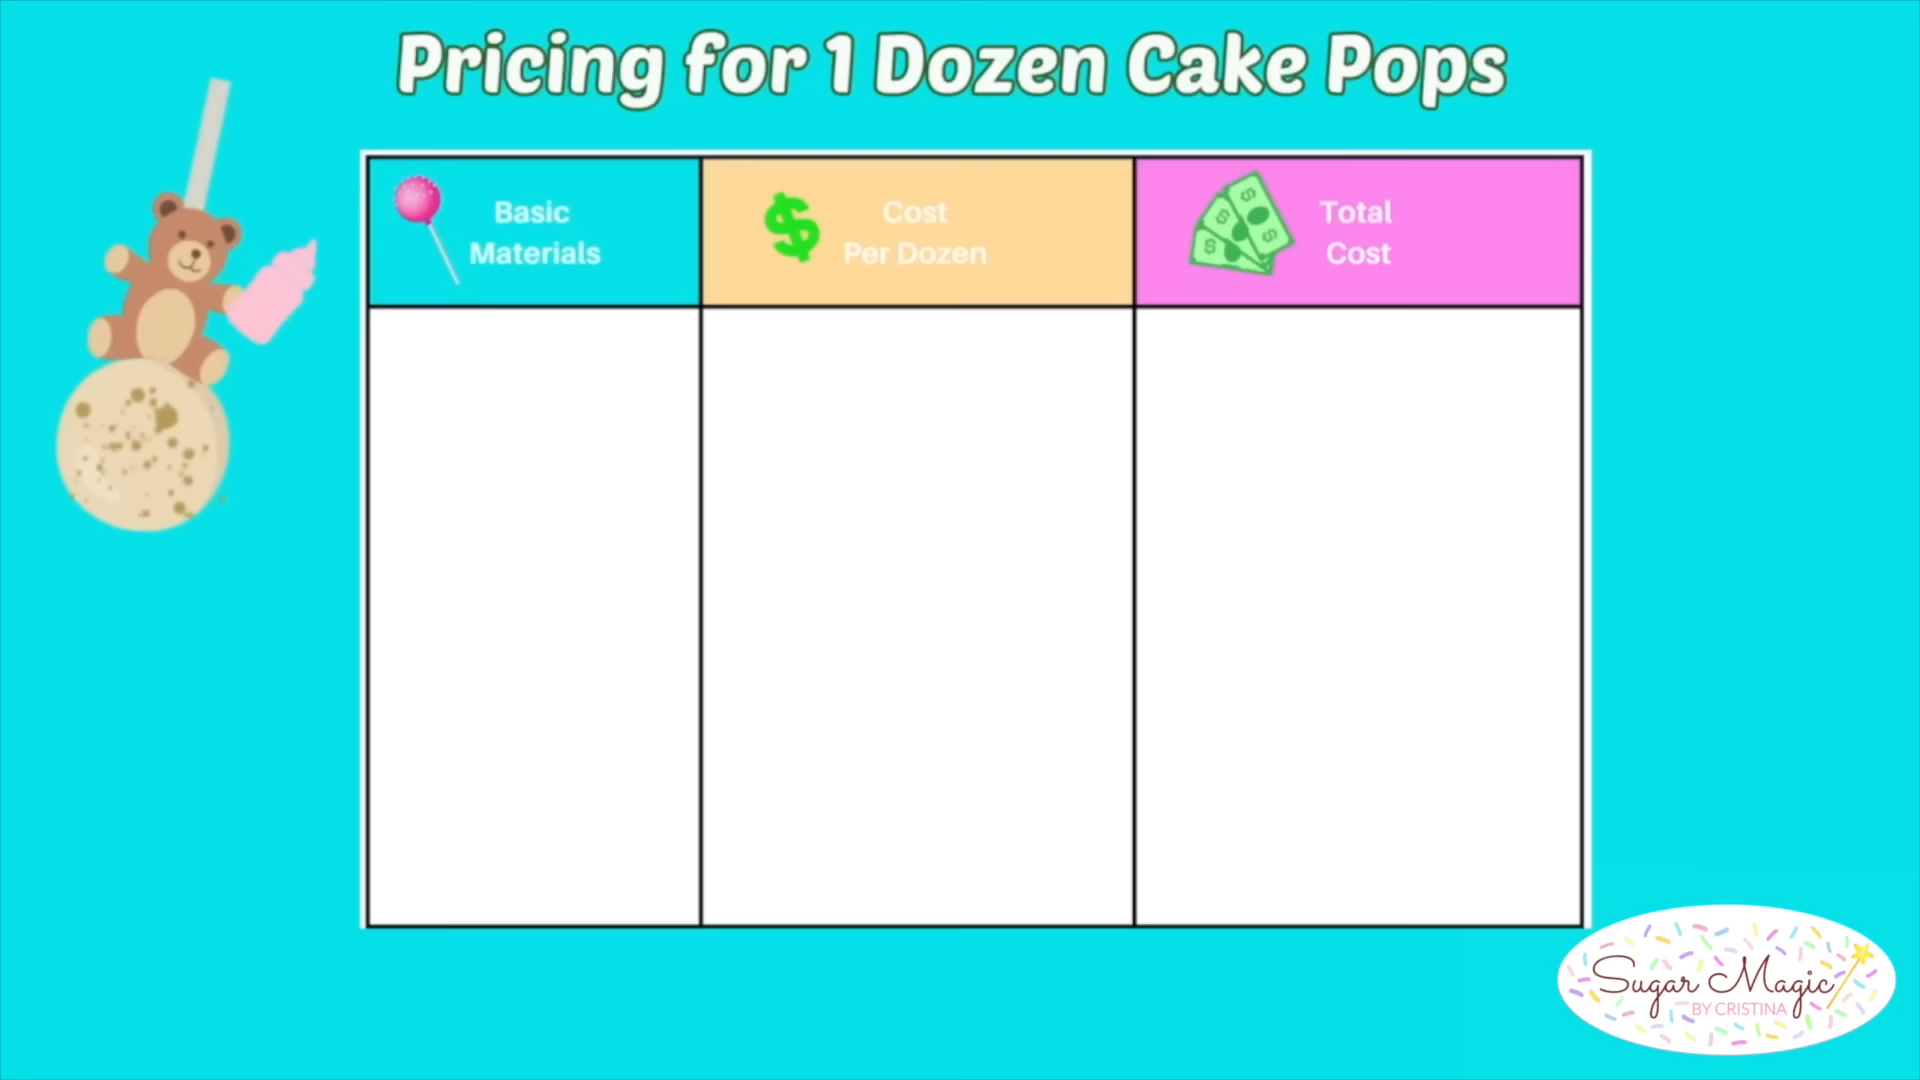 Pricing for 1 Dozen Cake Pops
Basic
Materials
Cost
Per Dozen
Total
Cost
Sugar Magic
BY CRISTINA